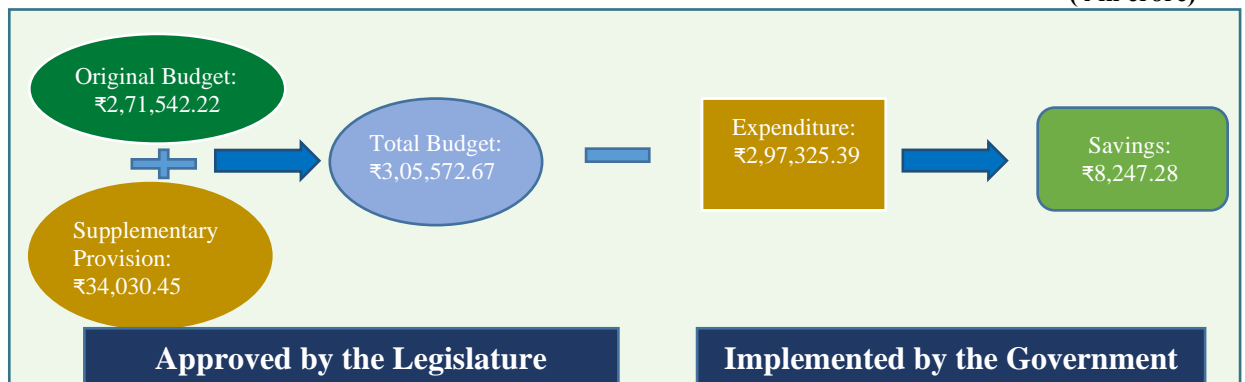 Original Budget:
₹2,71,542.22
Supplementary
Provision:
₹34,030.45
Total Budget:
₹3,05,572.67
Expenditure:
₹2,97,325.39
Savings:
₹8,247.28
Approved by the Legislature
Implemented by the Government